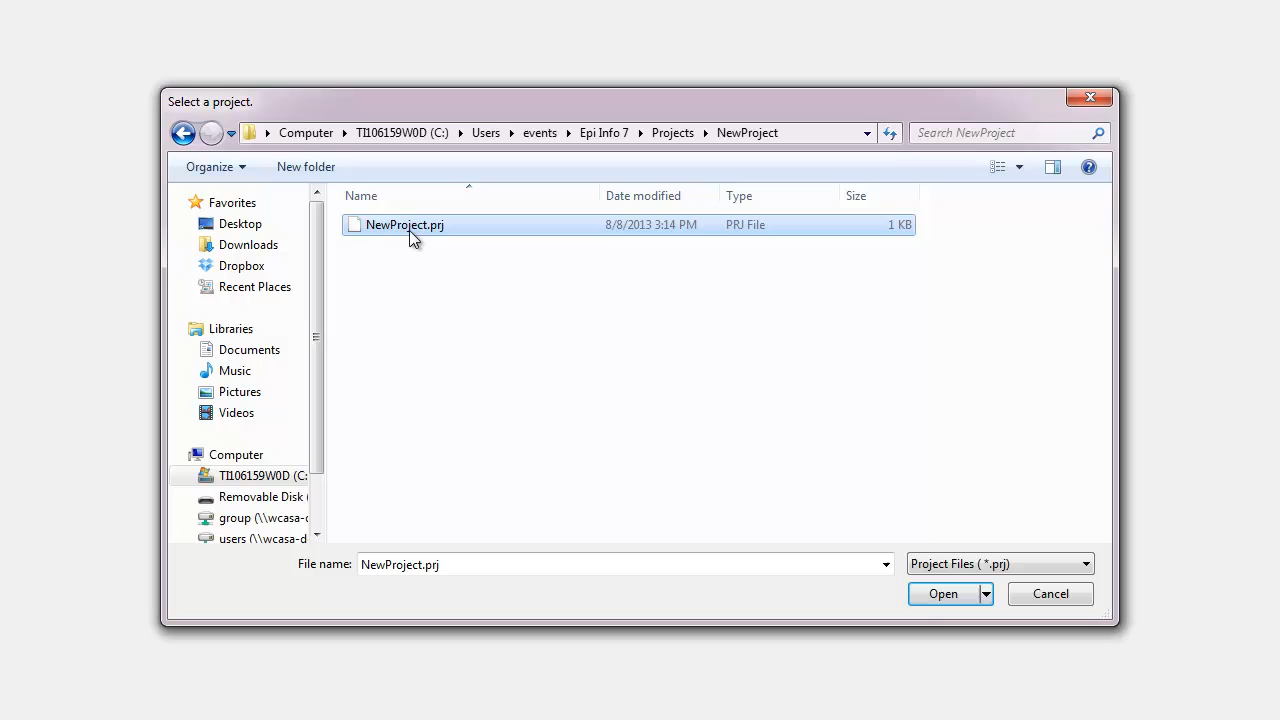 Select a project.
Computer TI106159W0D (C:) Users events Epi Info 7 Projects NewProject Search NewProject
Organize New folder
Name Date modified Type Size
NewProject.prj 8/8/2013 3:14 PM PRJ File 1 KB
Favorites
Desktop
Downloads
Dropbox
Recent Places
Libraries
Documents
Music
Pictures
Videos
Computer
TI106159W0D (C:
Removable Disk (
group (\\wcasa-d
users (\\wcasa-d
File name: NewProject.prj Project Files ( *.prj)
Open Cancel